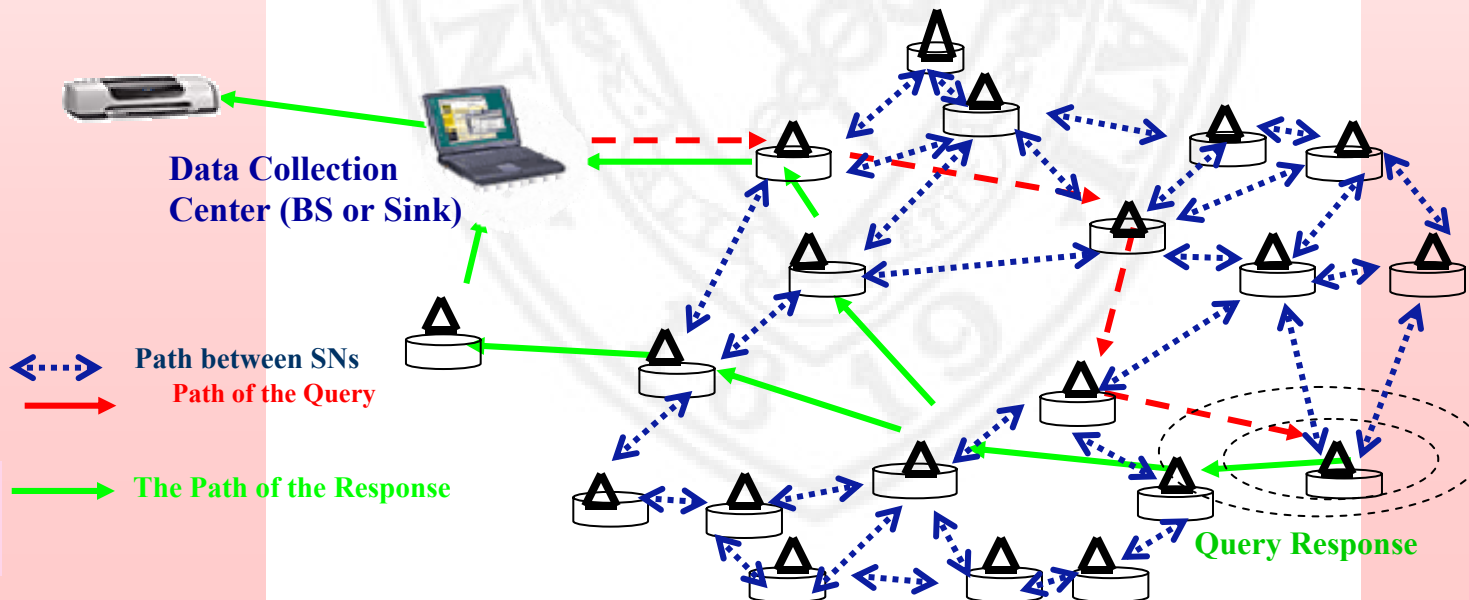 Data Collection
Center (BS or Sink)
Path between SNs
Path of the Query
The Path of the Response
Query Response